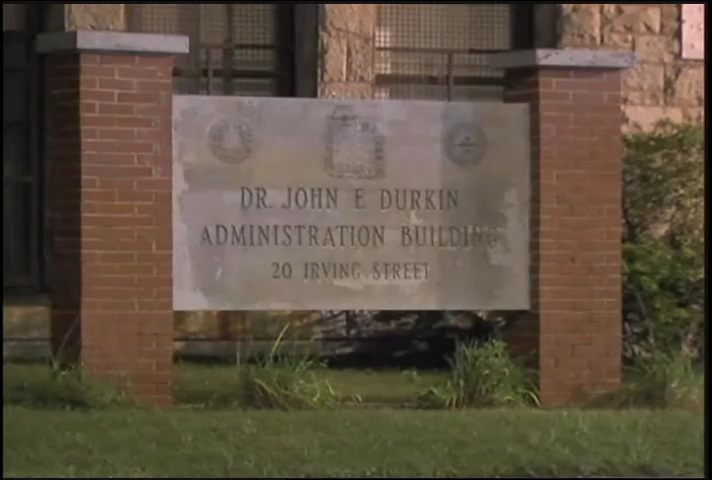 DR. JOHN E DURKIN
ADMINISTRATION BUILDING
20 IRVING STREET